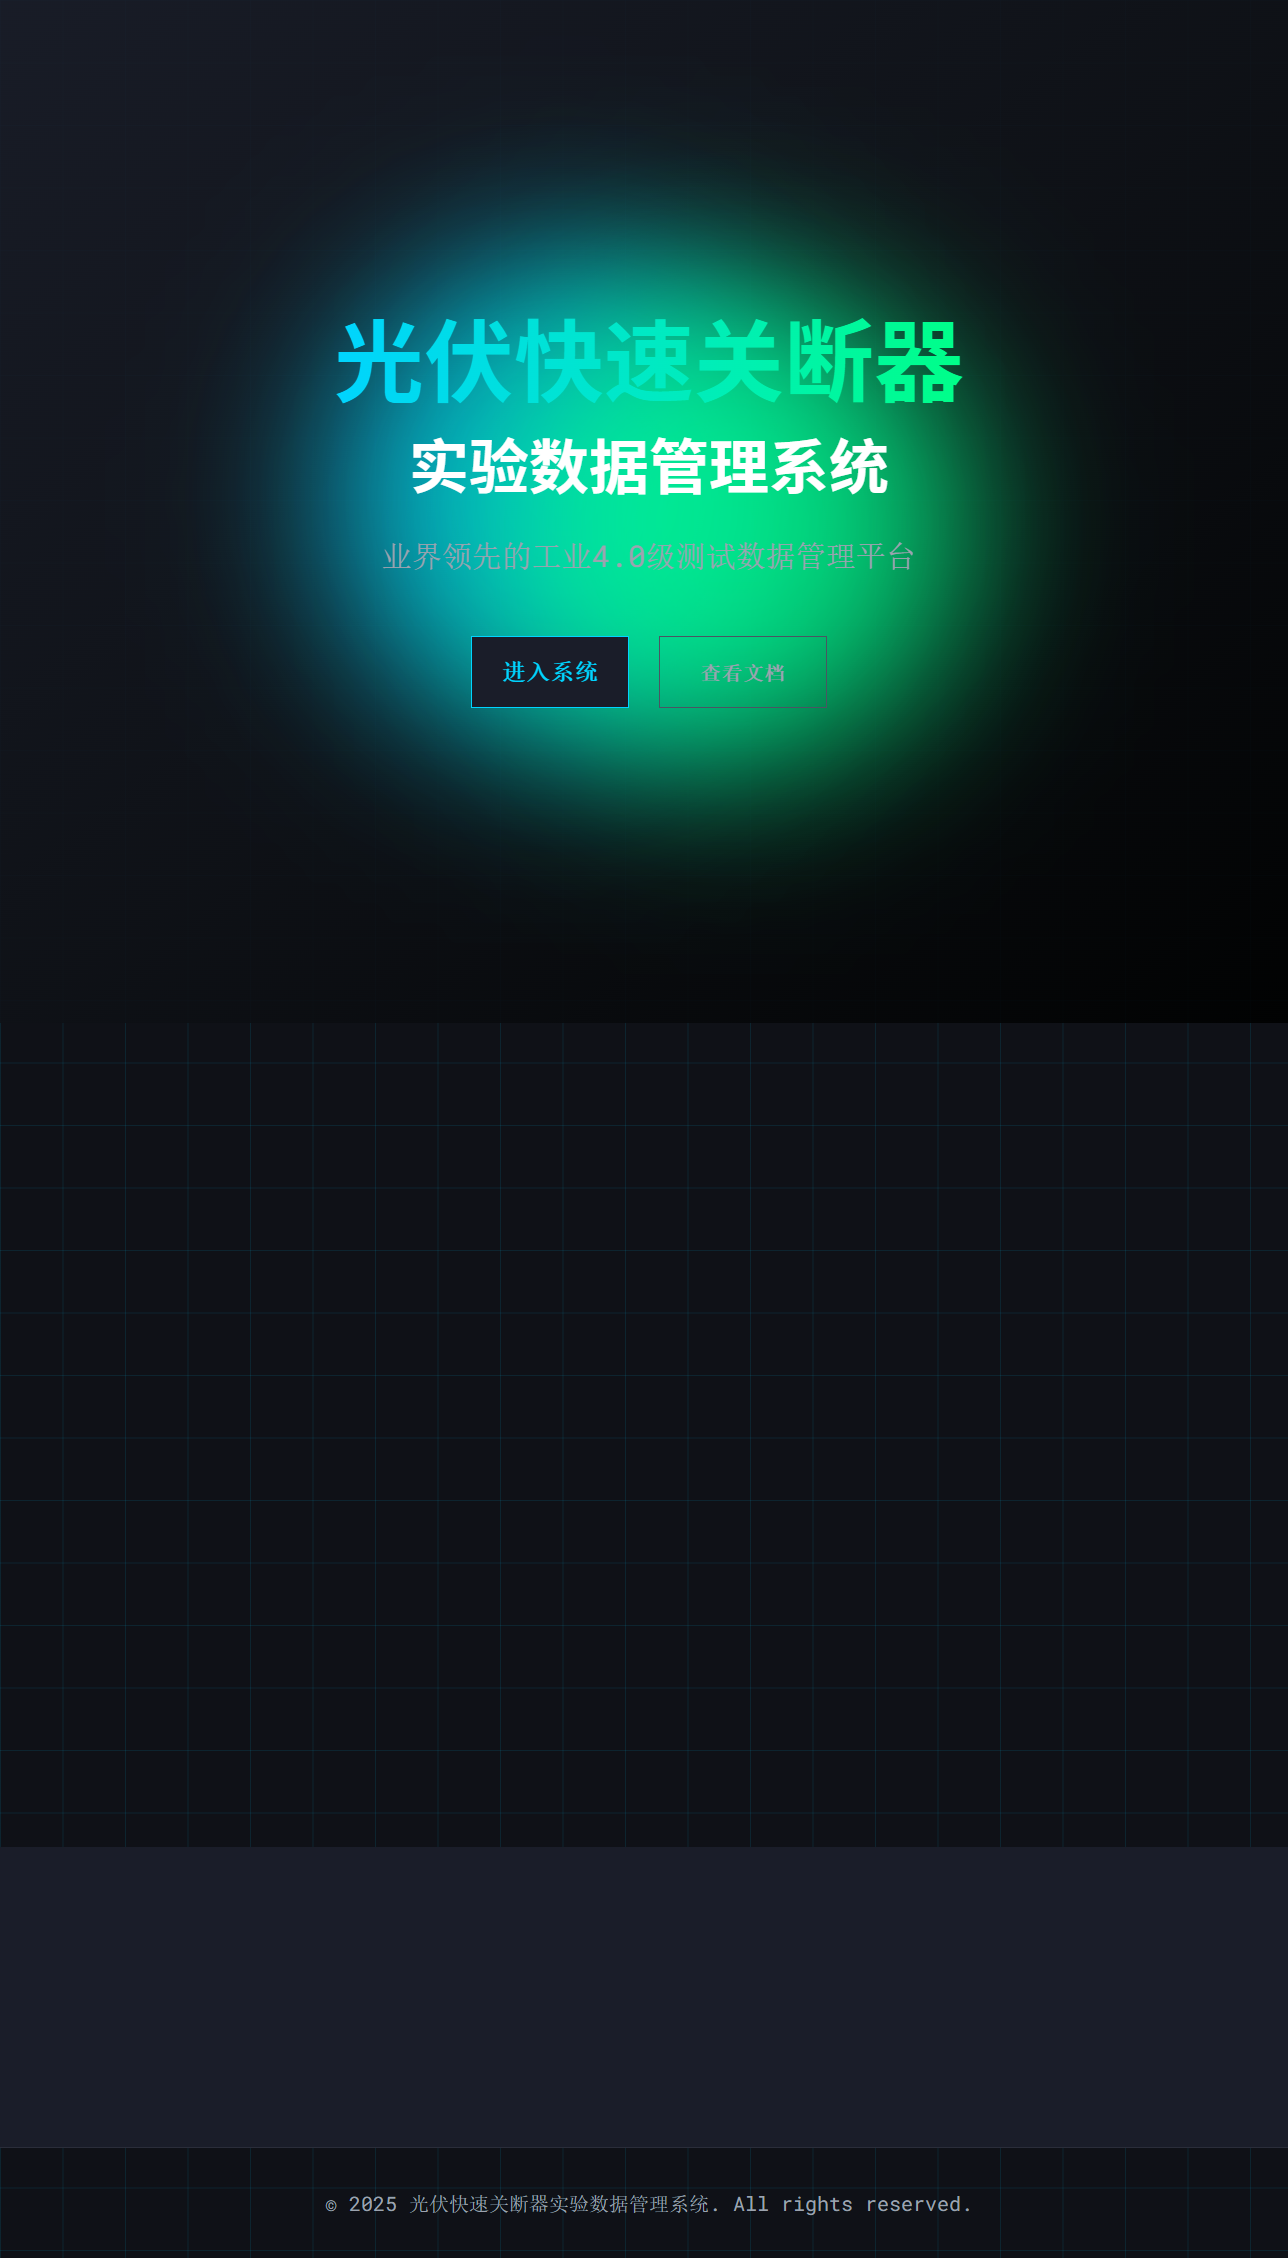 光伏快速关断器
实验数据管理系统
业界领先的工业4.0级测试数据管理平台
进入系统
查看文档
© 2025 光伏快速关断器实验数据管理系统. All rights reserved.